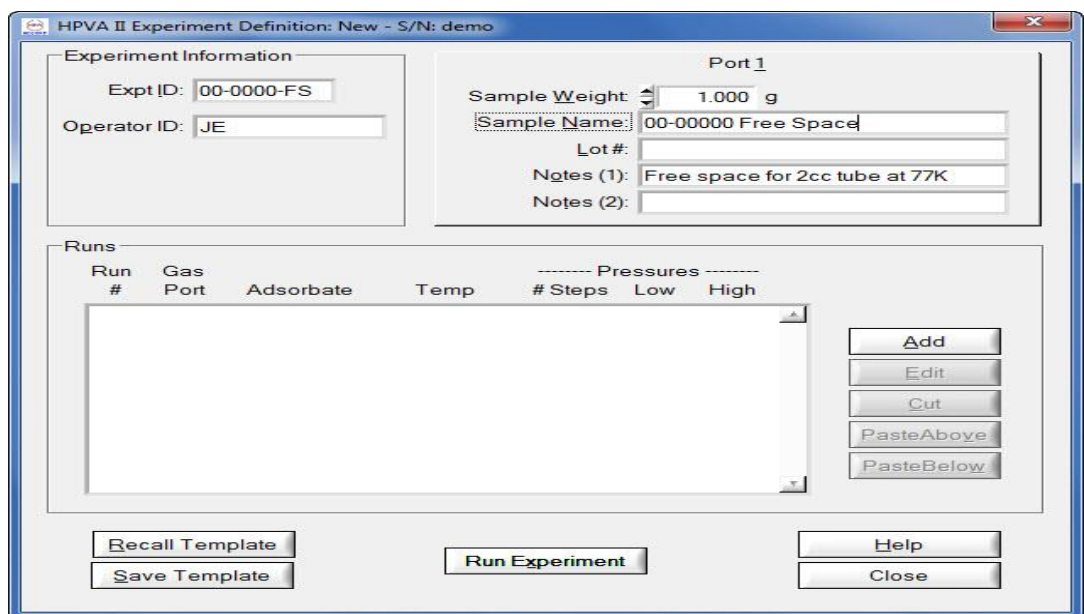 HPVA II Experiment Definition: New - S/N: demo
Experiment Information
Expt ID: 00-0000-FS
Operator ID: JE
Port 1
Sample Weight: 1.000 g
Sample Name: 00-00000 Free Space
Lot #:
Notes (1): Free space for 2cc tube at 77K
Notes (2):
Runs
Run # Gas Port Adsorbate Temp -------- Pressures -------- # Steps Low High
Add
Edit
Cut
PasteAbove
PasteBelow
Recall Template
Save Template
Run Experiment
Help
Close